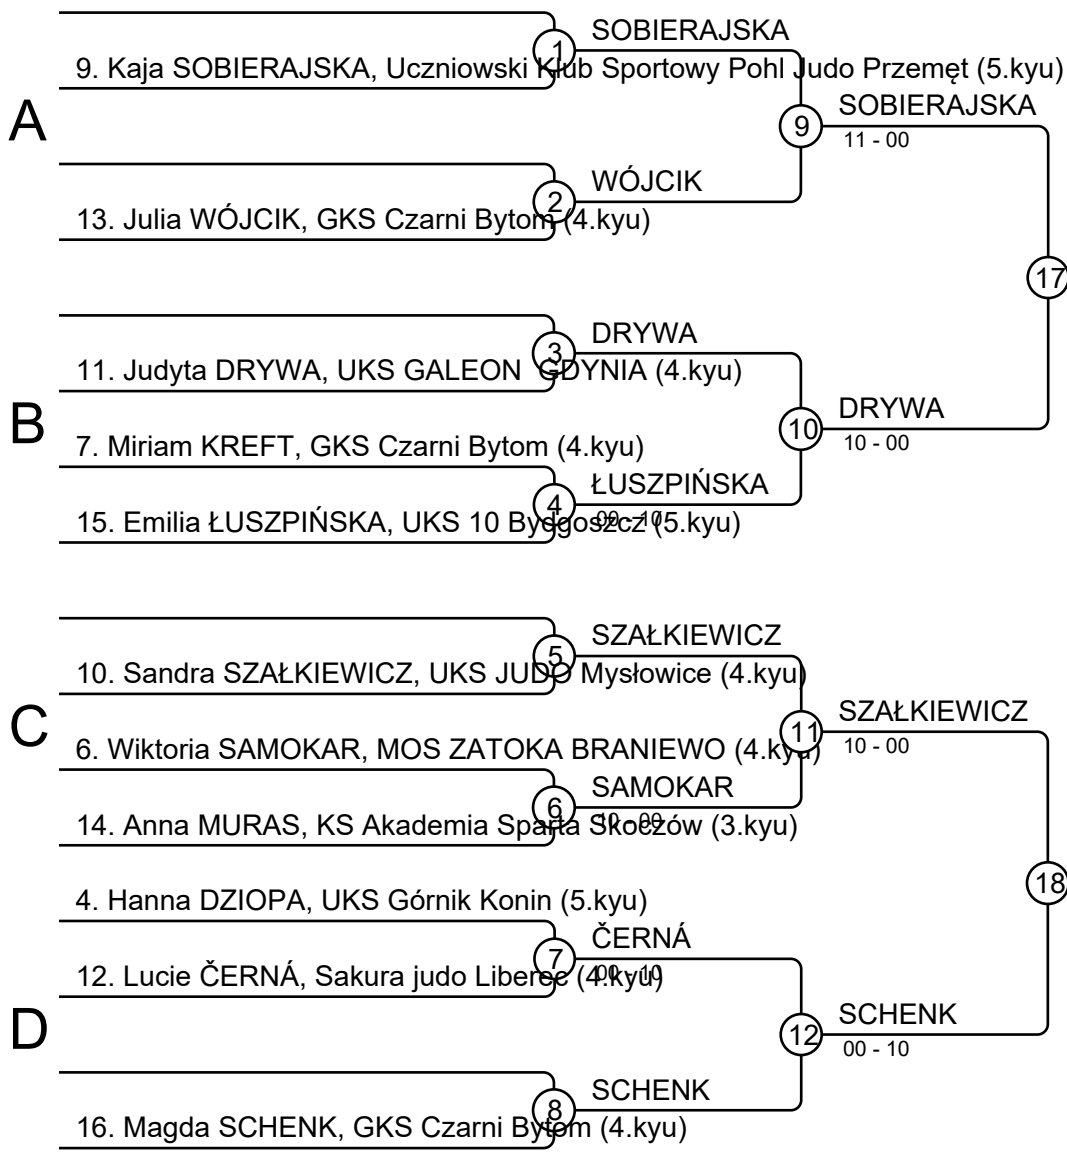 SOBIERAJSKA
1
9. Kaja SOBIERAJSKA, Uczniowski Klub Sportowy Pohl Judo Przemęt (5.kyu)
A
SOBIERAJSKA
9
11 - 00
WÓJCIK
2
13. Julia WÓJCIK, GKS Czarni Bytom (4.kyu)
17
DRYWA
3
11. Judyta DRYWA, UKS GALEON GDYNIA (4.kyu)
B
DRYWA
10
10 - 00
7. Miriam KREFT, GKS Czarni Bytom (4.kyu)
ŁUSZPIŃSKA
4
00 - 10
15. Emilia ŁUSZPIŃSKA, UKS 10 Bydgoszcz (5.kyu)
SZAŁKIEWICZ
5
10. Sandra SZAŁKIEWICZ, UKS JUDO Mysłowice (4.kyu)
C
SZAŁKIEWICZ
11
10 - 00
6. Wiktoria SAMOKAR, MOS ZATOKA BRANIEWO (4.kyu)
SAMOKAR
6
10 - 00
14. Anna MURAS, KS Akademia Sparta Skoczów (3.kyu)
18
4. Hanna DZIOPA, UKS Górnik Konin (5.kyu)
ČERNÁ
7
00 - 10
12. Lucie ČERNÁ, Sakura judo Liberec (4.kyu)
D
SCHENK
12
00 - 10
SCHENK
8
16. Magda SCHENK, GKS Czarni Bytom (4.kyu)